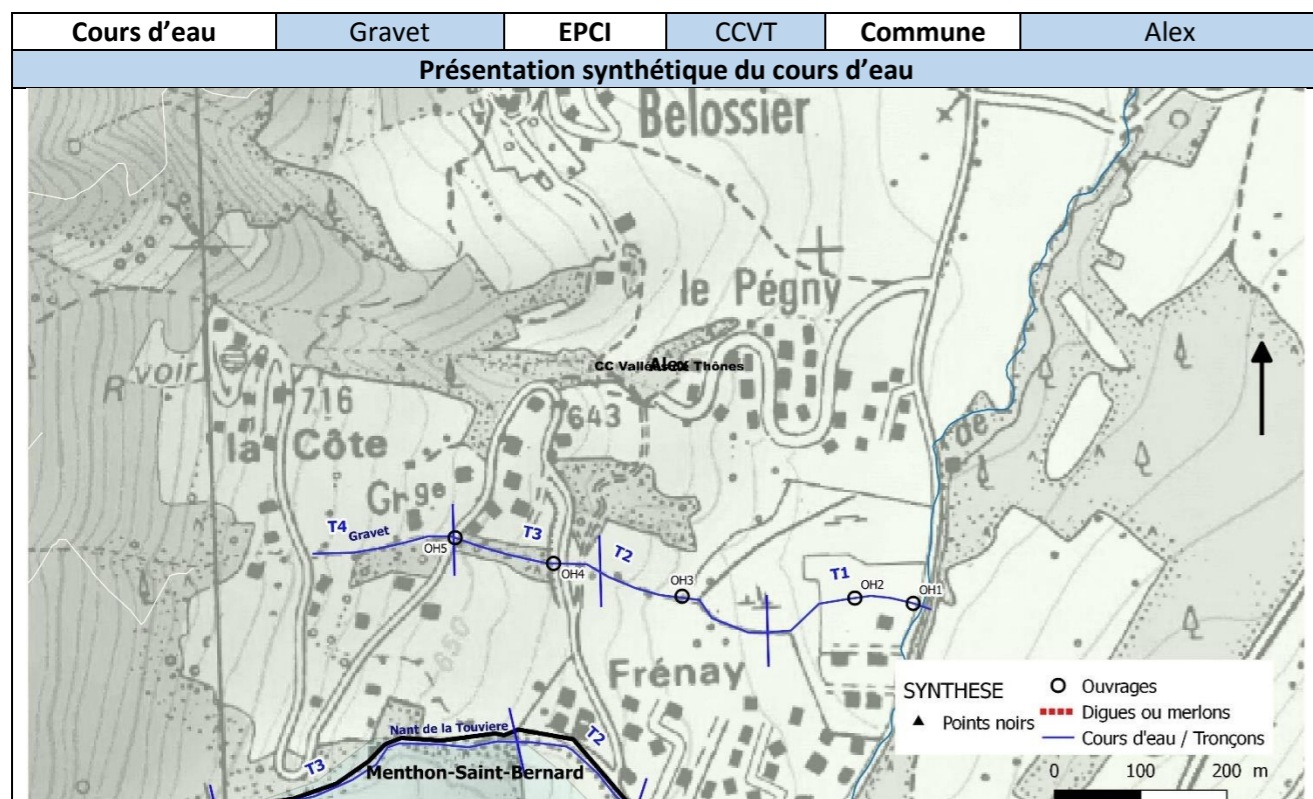 Cours d'eau Gravet EPCI CCVT Commune Alex
Présentation synthétique du cours d'eau
Belossier
le Pégny
Alex
CC Vallées de Thônes
R voir
716
643
la Côte
de
Grge
T4
Gravet
OH5
T3
OH4
T2
OH3
T1
OH2
OH1
650
Frénay
Nant de la Touviere
T3
T2
Menthon-Saint-Bernard
SYNTHESE
Points noirs
Ouvrages
Digues ou merlons
Cours d'eau / Tronçons
0 100 200 m